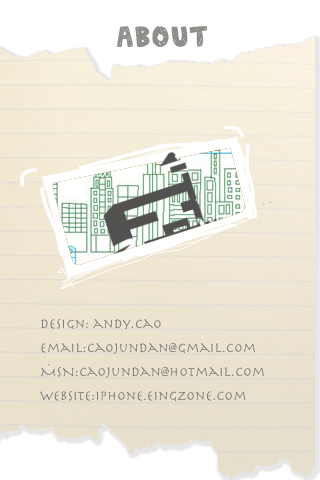 ABOUT
DESIGN: ANDY.CAO
EMAIL:CAOJUNDAN@GMAIL.COM
MSN:CAOJUNDAN@HOTMAIL.COM
WEBSITE:IPHONE.EINGZONE.COM